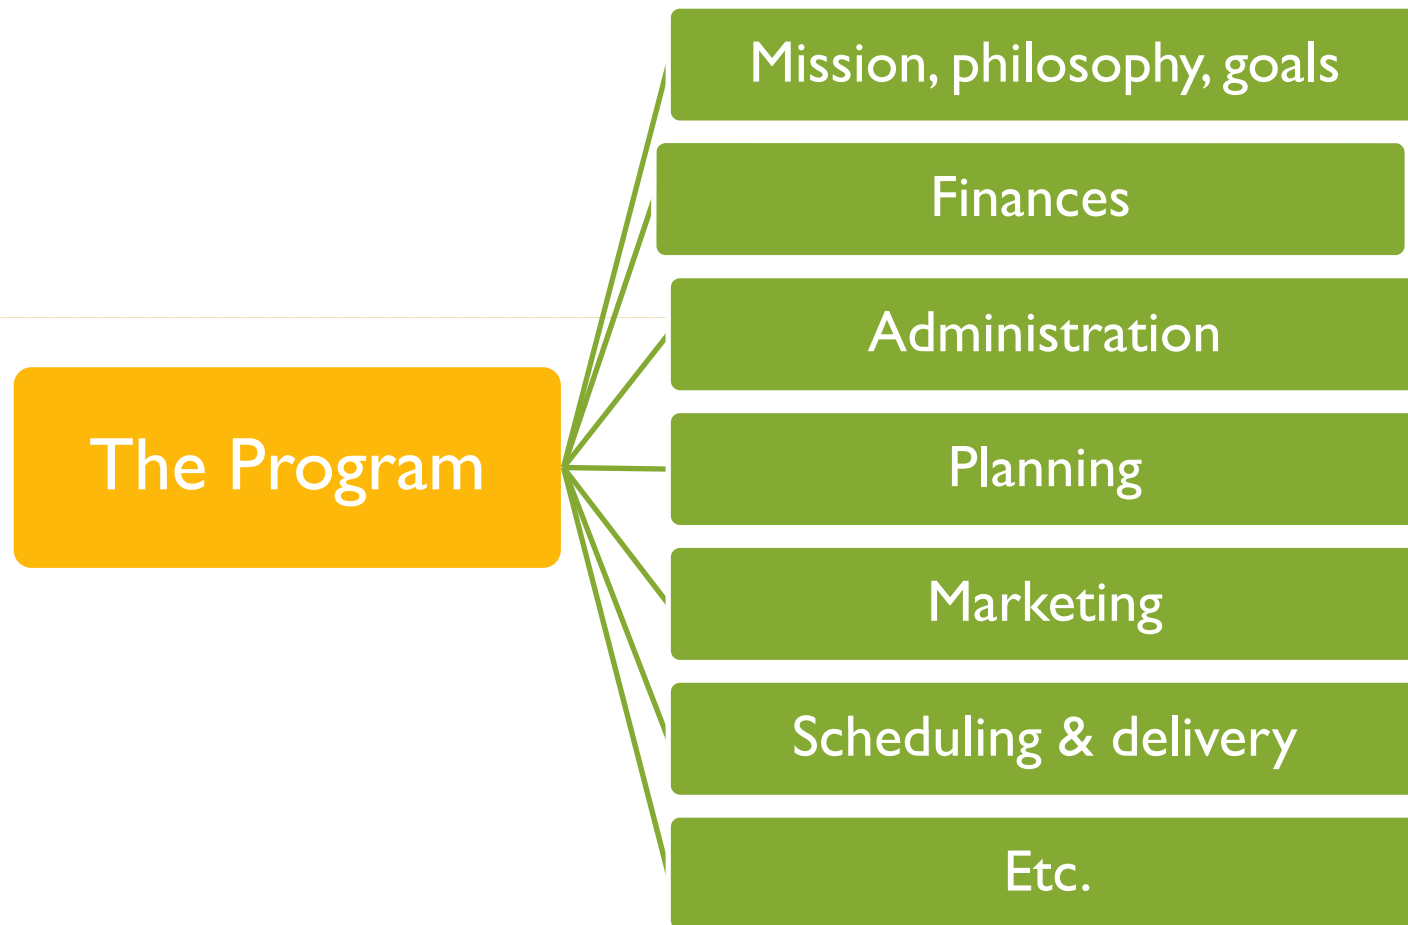 Mission, philosophy, goals
Finances
Administration
The Program
Planning
Marketing
Scheduling & delivery
Etc.